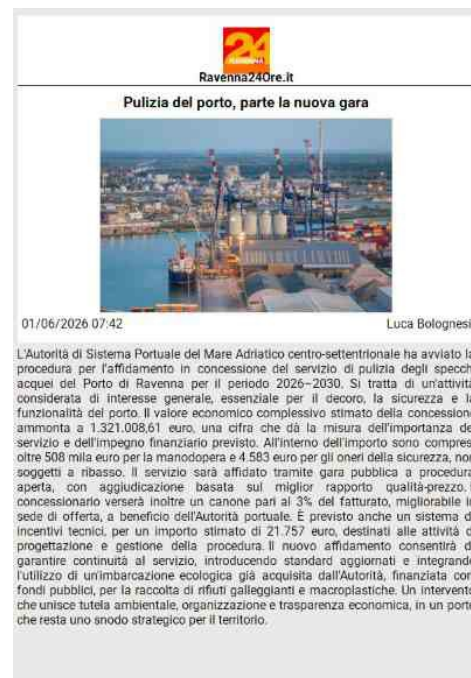 24
RAVENNA
Ravenna24Ore.it
Pulizia del porto, parte la nuova gara
01/06/2026 07:42 Luca Bolognesi
L'Autorità di Sistema Portuale del Mare Adriatico centro-settentrionale ha avviato la
procedura per l'affidamento in concessione del servizio di pulizia degli specch
acquei del Porto di Ravenna per il periodo 2026–2030. Si tratta di un'attività
considerata di interesse generale, essenziale per il decoro, la sicurezza e la
funzionalità del porto. Il valore economico complessivo stimato della concessione
ammonta a 1.321.008,61 euro, una cifra che dà la misura dell'importanza de
servizio e dell'impegno finanziario previsto. All'interno dell'importo sono compres
oltre 508 mila euro per la manodopera e 4.583 euro per gli oneri della sicurezza, non
soggetti a ribasso. Il servizio sarà affidato tramite gara pubblica a procedura
aperta, con aggiudicazione basata sul miglior rapporto qualità-prezzo.
concessionario verserà inoltre un canone pari al 3% del fatturato, migliorabile in
sede di offerta, a beneficio dell'Autorità portuale. È previsto anche un sistema d
incentivi tecnici, per un importo stimato di 21.757 euro, destinati alle attività d
progettazione e gestione della procedura. Il nuovo affidamento consentirà d
garantire continuità al servizio, introducendo standard aggiornati e integrando
l'utilizzo di un'imbarcazione ecologica già acquisita dall'Autorità, finanziata con
fondi pubblici, per la raccolta di rifiuti galleggianti e macroplastiche. Un intervento
che unisce tutela ambientale, organizzazione e trasparenza economica, in un porto
che resta uno snodo strategico per il territorio.